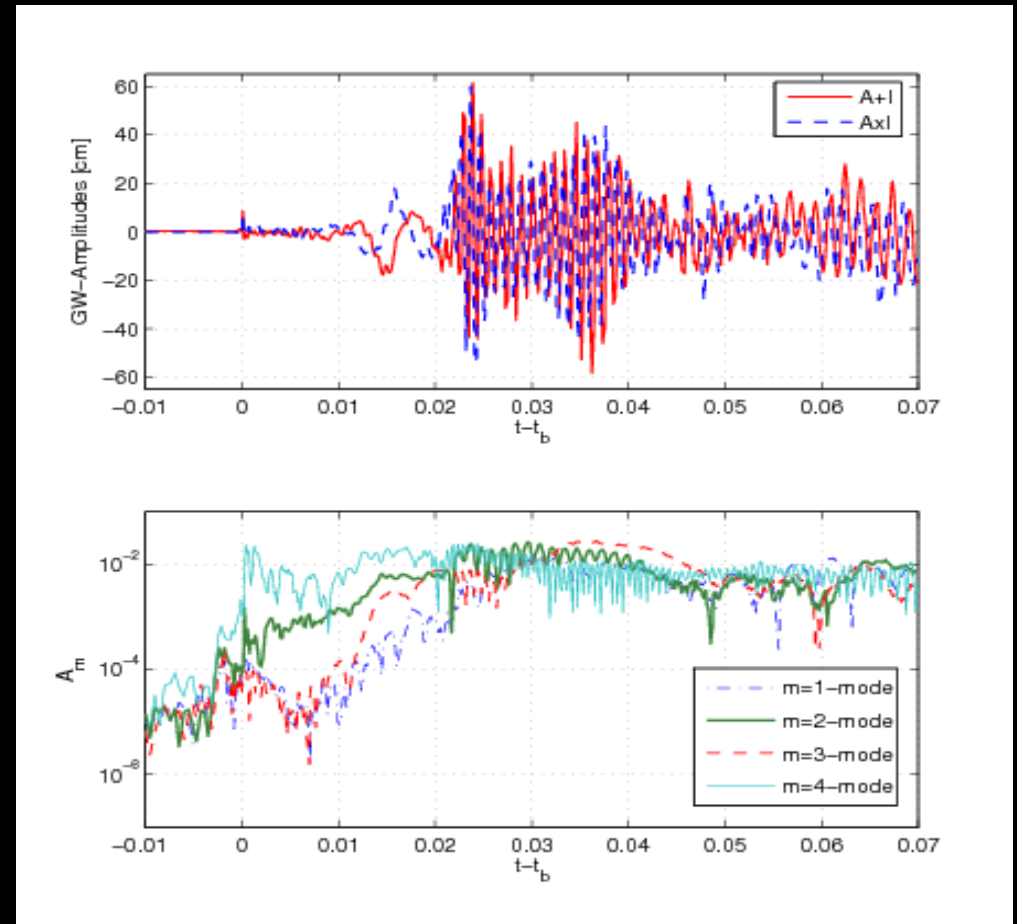 GW-Amplitudes [cm]
60
40
20
0
-20
-40
-60
A+I
AxI
-0.01 0 0.01 0.02 0.03 0.04 0.05 0.06 0.07
t-t_b
A_m
10^-2
10^-4
10^-6
m=1-mode
m=2-mode
m=3-mode
m=4-mode
-0.01 0 0.01 0.02 0.03 0.04 0.05 0.06 0.07
t-t_b